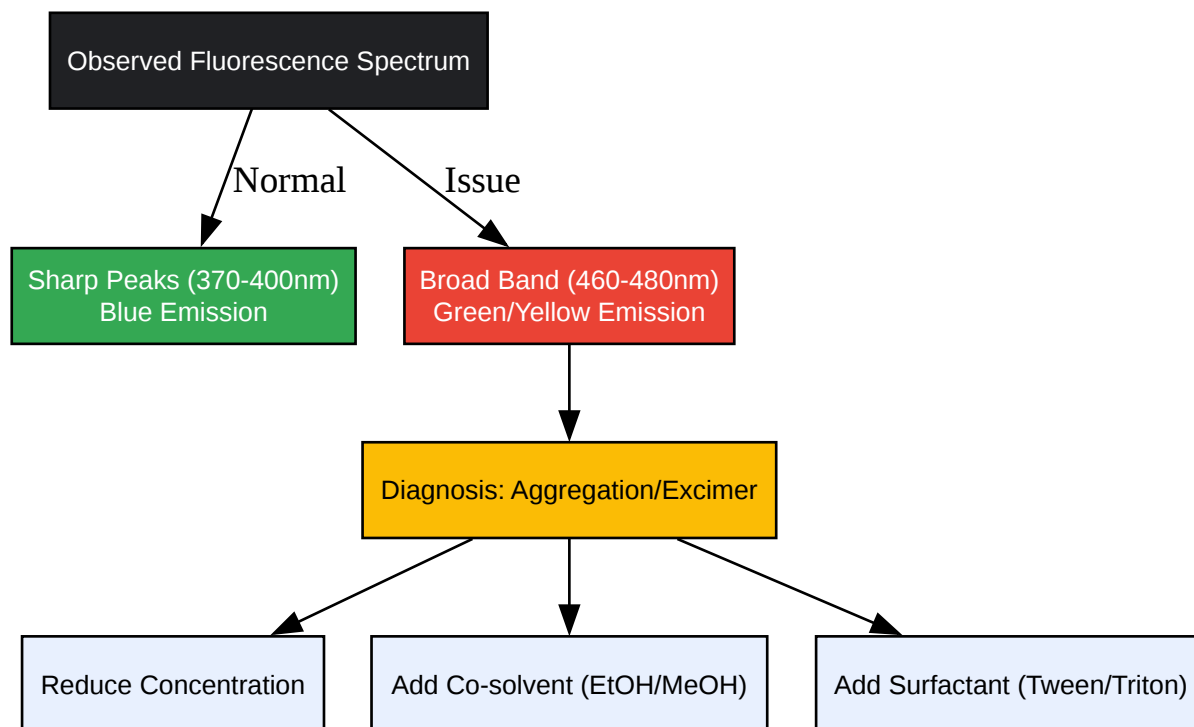 Observed Fluorescence Spectrum
Normal
Issue
Sharp Peaks (370-400nm)
Blue Emission
Broad Band (460-480nm)
Green/Yellow Emission
Diagnosis: Aggregation/Excimer
Reduce Concentration
Add Co-solvent (EtOH/MeOH)
Add Surfactant (Tween/Triton)